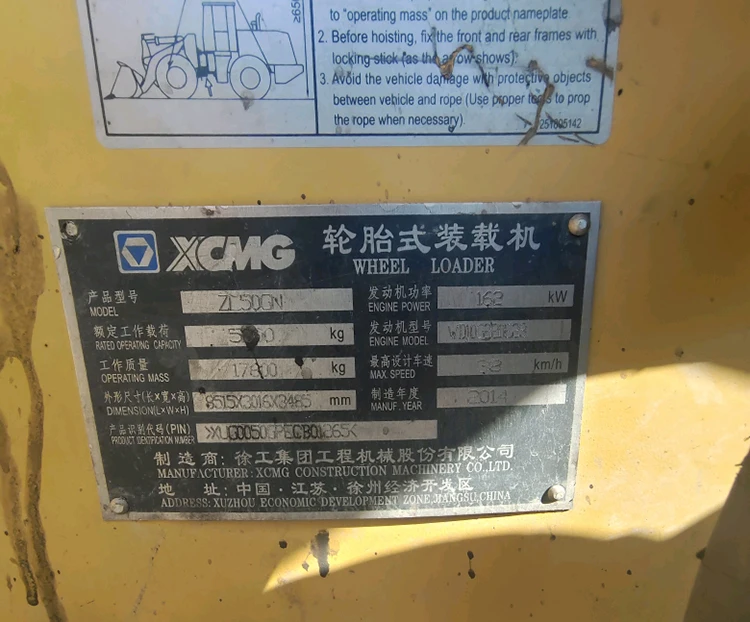 ≥650
to "operating mass" on the product nameplate
2. Before hoisting, fix the front and rear frames with
locking stick (as the arrow shows).
3. Avoid the vehicle damage with protective objects
between vehicle and rope (Use proper tools to prop
the rope when necessary).
251805142
XCMG 轮胎式装载机
WHEEL LOADER
产品型号 ZL50GN
MODEL
额定工作载荷 kg
RATED OPERATING CAPACITY
工作质量 17800 kg
OPERATING MASS
外形尺寸(长×宽×高) 8515X3016X3485 mm
DIMENSION(L×W×H)
产品识别代码(PIN)
PRODUCT IDENTIFICATION NUMBER
发动机功率 162 kW
ENGINE POWER
发动机型号
ENGINE MODEL
最高设计车速 km/h
MAX SPEED
制造年度 2014
MANUF. YEAR
制造商:徐工集团工程机械股份有限公司
MANUFACTURER: XCMG CONSTRUCTION MACHINERY CO.,LTD.
地 址:中国·江苏·徐州经济开发区
ADDRESS: XUZHOU ECONOMIC DEVELOPMENT ZONE,JIANGSU,CHINA